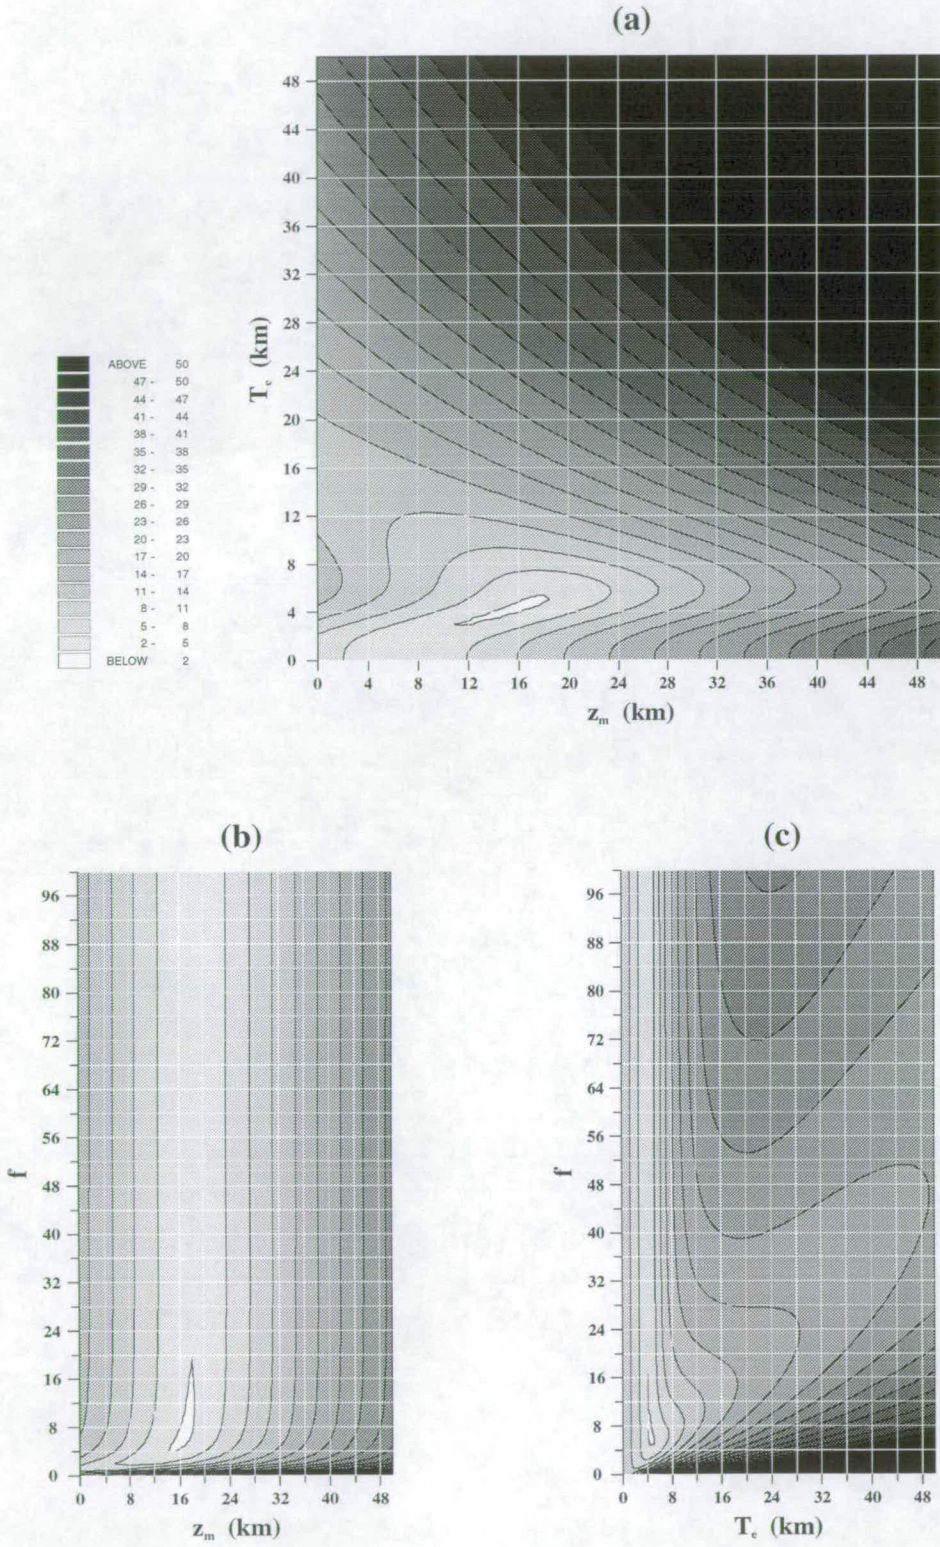 (a)
48
44
40
36
32
28
24
20
16
12
8
4
0
T_e (km)
0 4 8 12 16 20 24 28 32 36 40 44 48
z_m (km)
ABOVE 50
47 - 50
44 - 47
41 - 44
38 - 41
35 - 38
32 - 35
29 - 32
26 - 29
23 - 26
20 - 23
17 - 20
14 - 17
11 - 14
8 - 11
5 - 8
2 - 5
BELOW 2
(b)
96
88
80
72
64
56
48
40
32
24
16
8
0
f
0 8 16 24 32 40 48
z_m (km)
(c)
96
88
80
72
64
56
48
40
32
24
16
8
0
f
0 8 16 24 32 40 48
T_e (km)